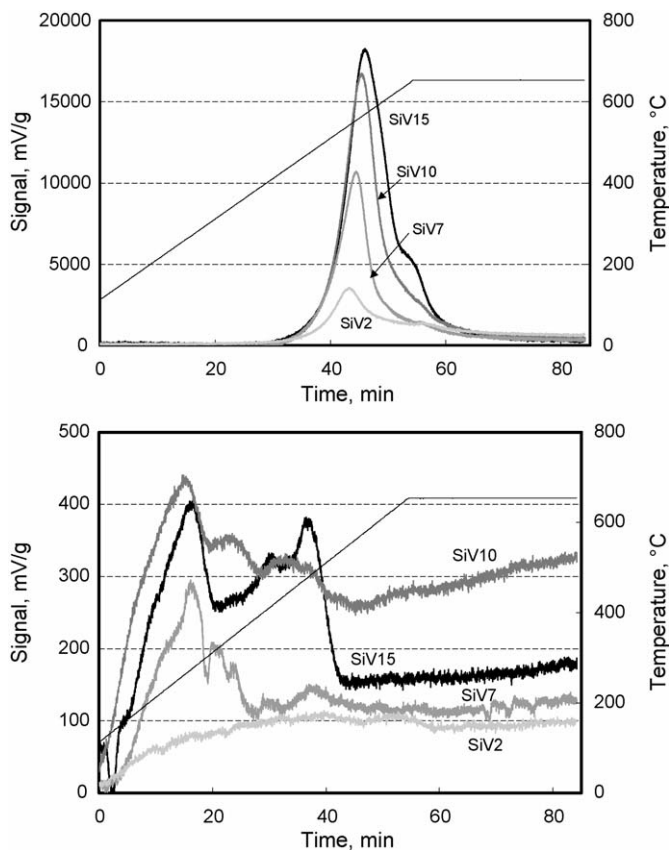 20000
15000
10000
5000
0
Signal, mV/g
800
600
400
200
0
Temperature, °C
SiV15
SiV10
SiV7
SiV2
0 20 40 60 80
Time, min
500
400
300
200
100
0
Signal, mV/g
800
600
400
200
0
Temperature, °C
SiV10
SiV15
SiV7
SiV2
0 20 40 60 80
Time, min